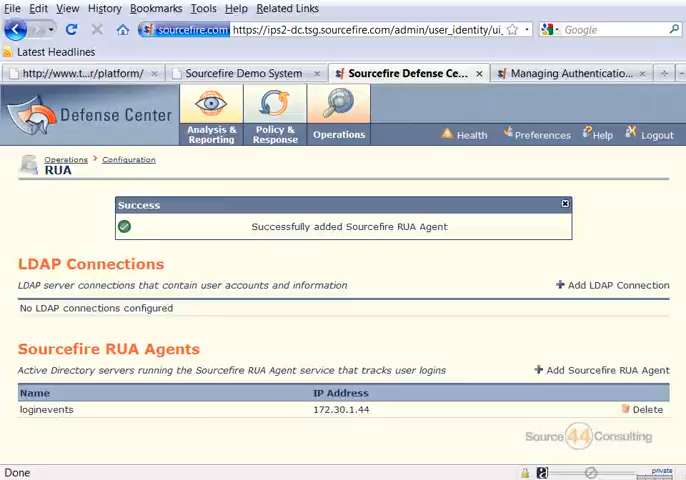 File Edit View History Bookmarks Tools Help Related Links
sourcefire.com https://ips2-dc.tsg.sourcefire.com/admin/user_identity/ui_ Google
Latest Headlines
http://www.t...r/platform/ Sourcefire Demo System Sourcefire Defense Ce... Managing Authenticatio...
Defense Center
Analysis & Reporting
Policy & Response
Operations
Health Preferences Help Logout
Operations > Configuration
RUA
Success
Successfully added Sourcefire RUA Agent
LDAP Connections
LDAP server connections that contain user accounts and information + Add LDAP Connection
No LDAP connections configured
Sourcefire RUA Agents
Active Directory servers running the Sourcefire RUA Agent service that tracks user logins + Add Sourcefire RUA Agent
Name IP Address
loginevents 172.30.1.44 Delete
Source 44 Consulting
Done private